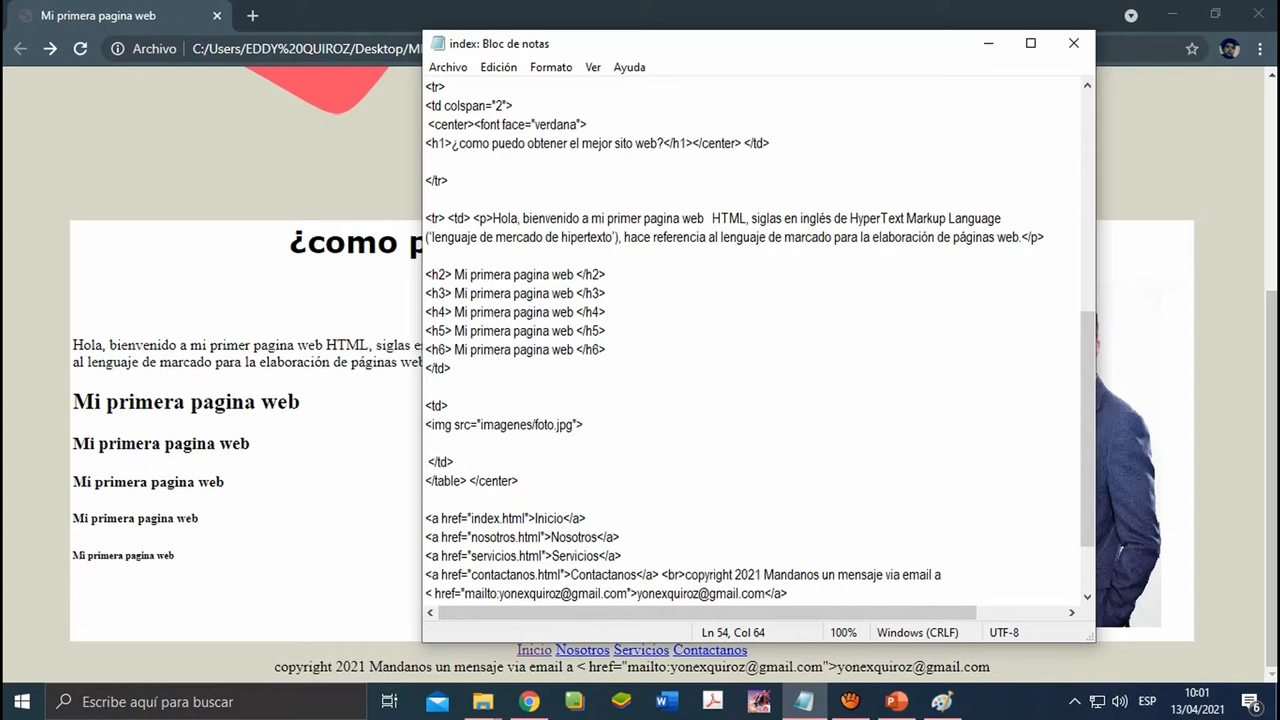 Mi primera pagina web
Archivo
C:/Users/EDDY%20QUIROZ/Desktop/MI
index: Bloc de notas
Archivo Edición Formato Ver Ayuda
<tr>
<td colspan="2">
<center><font face="verdana">
<h1>¿como puedo obtener el mejor sito web?</h1></center> </td>
</tr>
<tr> <td> <p>Hola, bienvenido a mi primer pagina web HTML, siglas en inglés de HyperText Markup Language
('lenguaje de mercado de hipertexto'), hace referencia al lenguaje de marcado para la elaboración de páginas web.</p>
<h2> Mi primera pagina web </h2>
<h3> Mi primera pagina web </h3>
<h4> Mi primera pagina web </h4>
<h5> Mi primera pagina web </h5>
<h6> Mi primera pagina web </h6>
</td>
<td>
<img src="imagenes/foto.jpg">
</td>
</table> </center>
<a href="index.html">Inicio</a>
<a href="nosotros.html">Nosotros</a>
<a href="servicios.html">Servicios</a>
<a href="contactanos.html">Contactanos</a> <br>copyright 2021 Mandanos un mensaje via email a
< href="mailto:yonexquiroz@gmail.com">yonexquiroz@gmail.com</a>
Ln 54, Col 64 100% Windows (CRLF) UTF-8
¿como p
Hola, bienvenido a mi primer pagina web HTML, siglas e
al lenguaje de marcado para la elaboración de páginas web
Mi primera pagina web
Mi primera pagina web
Mi primera pagina web
Mi primera pagina web
Mi primera pagina web
Inicio Nosotros Servicios Contactanos
copyright 2021 Mandanos un mensaje via email a < href="mailto:yonexquiroz@gmail.com">yonexquiroz@gmail.com
Escribe aquí para buscar
ESP
10:01
13/04/2021
6